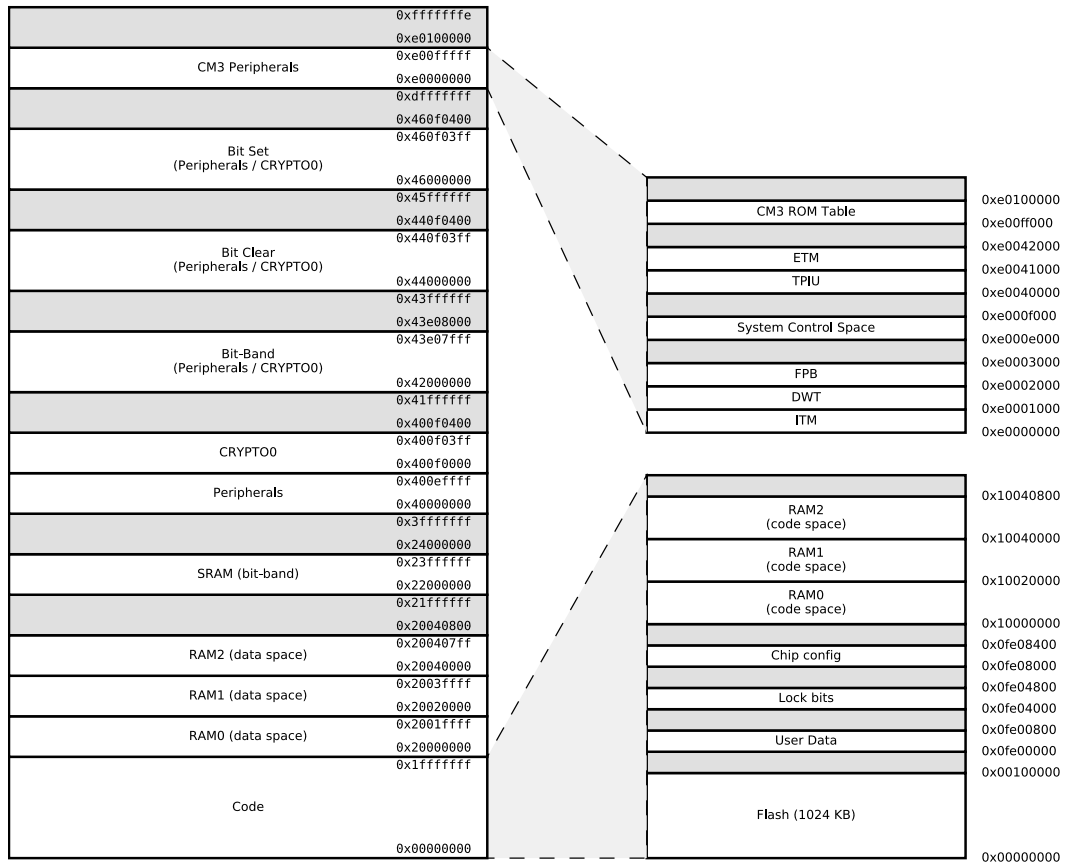 0xfffffffe
0xe0100000
0xe00fffff
CM3 Peripherals
0xe0000000
0xdfffffff
0x460f0400
0x460f03ff
Bit Set
(Peripherals / CRYPTO0)
0x46000000
0x45ffffff
0x440f0400
0x440f03ff
Bit Clear
(Peripherals / CRYPTO0)
0x44000000
0x43ffffff
0x43e08000
0x43e07fff
Bit-Band
(Peripherals / CRYPTO0)
0x42000000
0x41ffffff
0x400f0400
0x400f03ff
CRYPTO0
0x400f0000
0x400effff
Peripherals
0x40000000
0x3fffffff
0x24000000
0x23ffffff
SRAM (bit-band)
0x22000000
0x21ffffff
0x20040800
0x200407ff
RAM2 (data space)
0x20040000
0x2003ffff
RAM1 (data space)
0x20020000
0x2001ffff
RAM0 (data space)
0x20000000
0x1fffffff
Code
0x00000000
0xe0100000
CM3 ROM Table
0xe00ff000
0xe0042000
ETM
0xe0041000
TPIU
0xe0040000
0xe000f000
System Control Space
0xe000e000
0xe0003000
FPB
0xe0002000
DWT
0xe0001000
ITM
0xe0000000
0x10040800
RAM2
(code space)
0x10040000
RAM1
(code space)
0x10020000
RAM0
(code space)
0x10000000
0x0fe08400
Chip config
0x0fe08000
0x0fe04800
Lock bits
0x0fe04000
0x0fe00800
User Data
0x0fe00000
0x00100000
Flash (1024 KB)
0x00000000